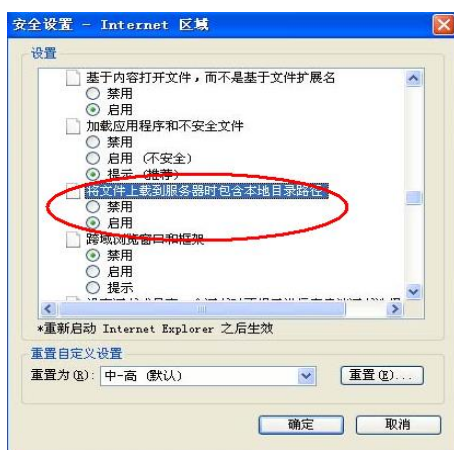 安全设置 - Internet 区域
设置
基于内容打开文件，而不是基于文件扩展名
禁用
启用
加载应用程序和不安全文件
禁用
启用 (不安全)
提示 (推荐)
将文件上载到服务器时包含本地目录路径
禁用
启用
跨域浏览窗口和框架
禁用
启用
提示
*重新启动 Internet Explorer 之后生效
重置自定义设置
重置为(R): 中-高 (默认)
重置(E)...
确定 取消